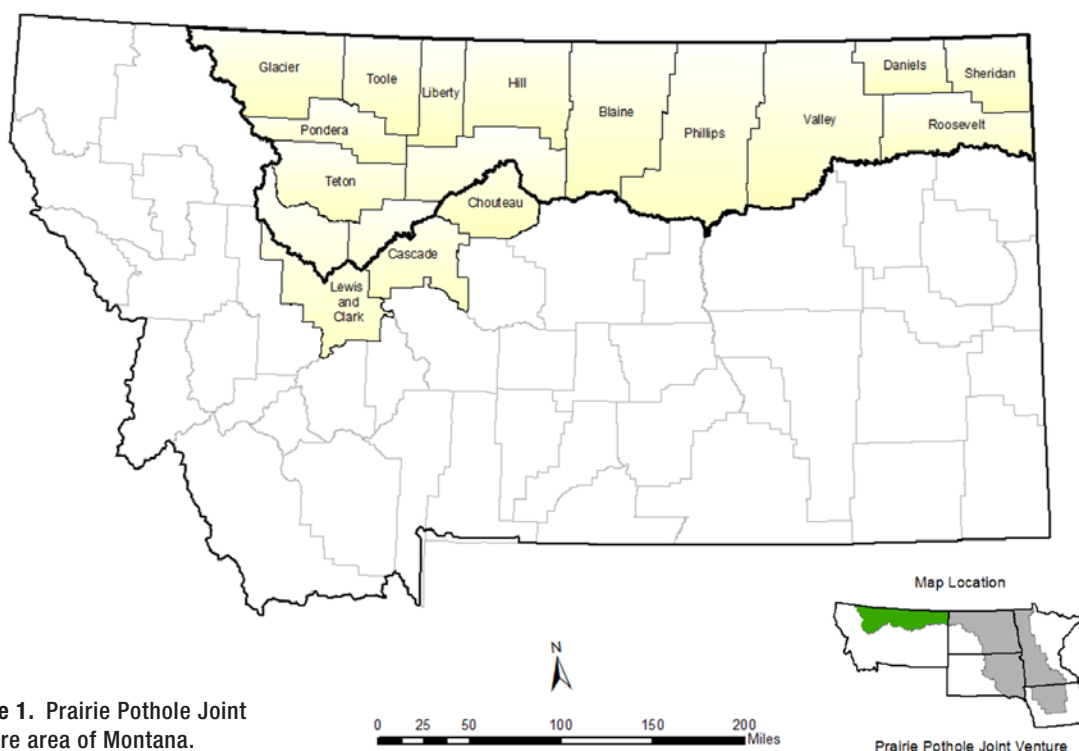 Glacier
Toole
Liberty
Hill
Blaine
Phillips
Valley
Daniels
Sheridan
Roosevelt
Pondera
Teton
Chouteau
Cascade
Lewis
and
Clark
Map Location
N
0 25 50 100 150 200
Miles
Prairie Pothole Joint Venture
e 1. Prairie Pothole Joint
re area of Montana.